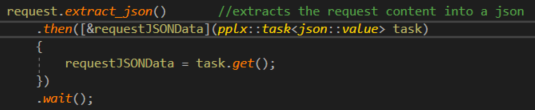 request.extract_json()        //extracts the request content into a json
    .then([&requestJSONData](pplx::task<json::value> task)
    {
        requestJSONData = task.get();
    })
    .wait();